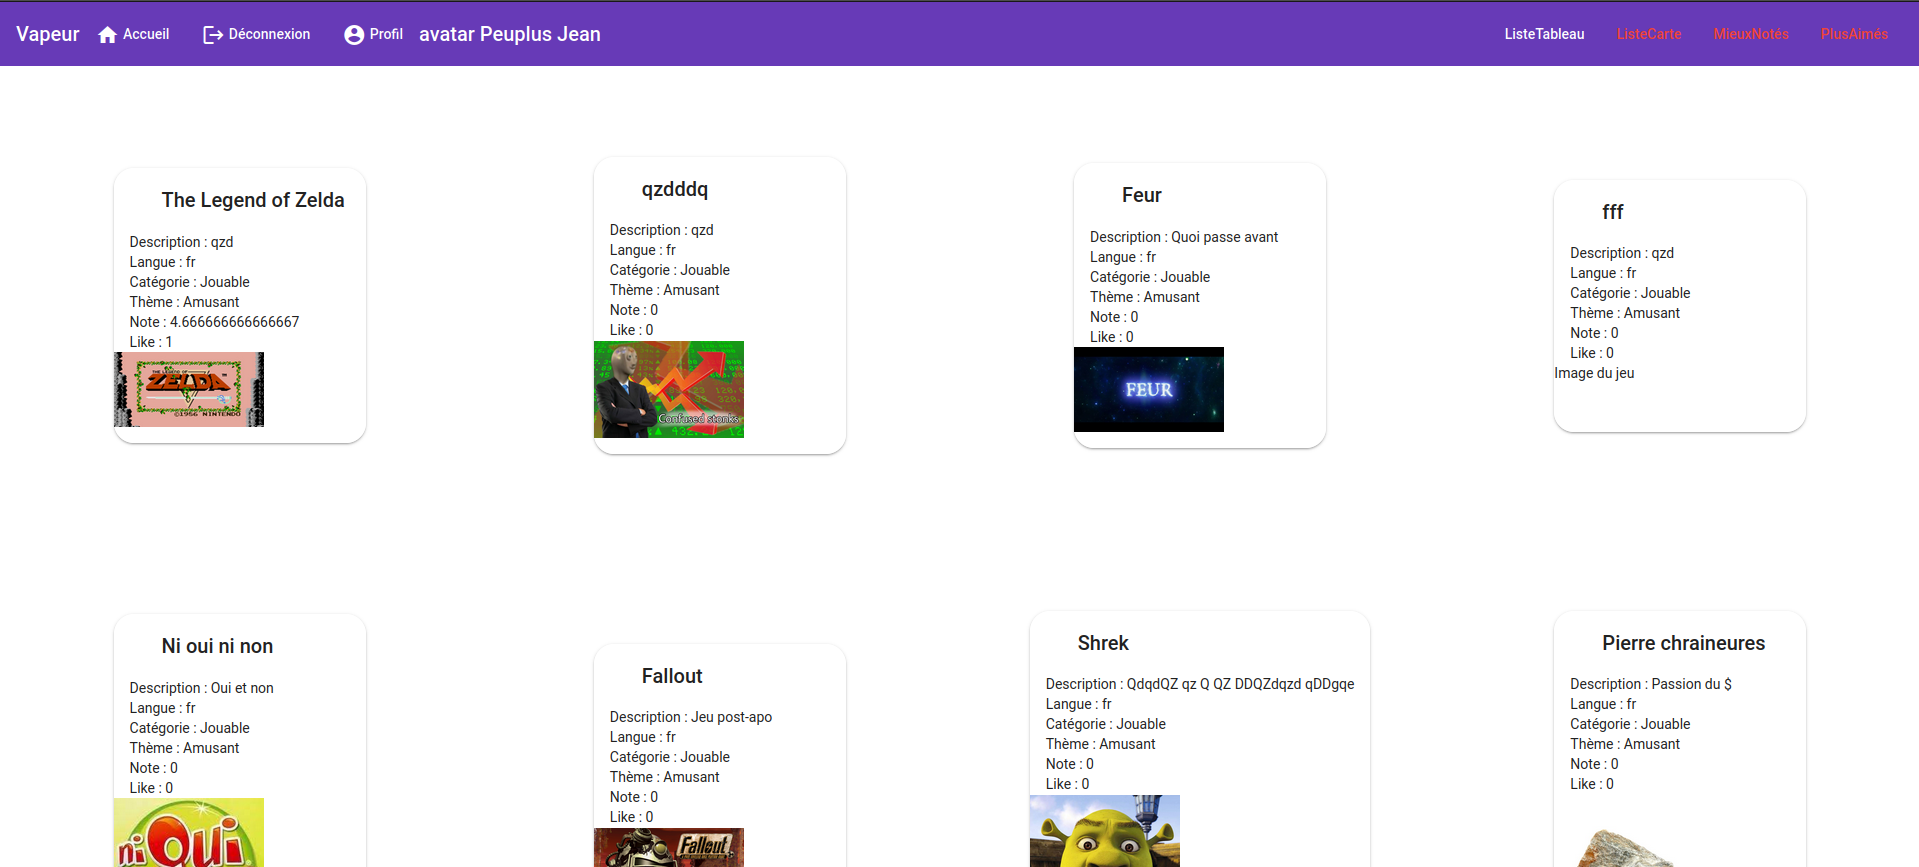 Vapeur Accueil Déconnexion Profil avatar Peuplus Jean ListeTableau ListeCarte MieuxNotés PlusAimés
The Legend of Zelda
Description : qzd
Langue : fr
Catégorie : Jouable
Thème : Amusant
Note : 4.666666666666667
Like : 1
THE LEGEND OF
ZELDA
©1986 NINTENDO
qzdddq
Description : qzd
Langue : fr
Catégorie : Jouable
Thème : Amusant
Note : 0
Like : 0
Confused stonks
Feur
Description : Quoi passe avant
Langue : fr
Catégorie : Jouable
Thème : Amusant
Note : 0
Like : 0
FEUR
fff
Description : qzd
Langue : fr
Catégorie : Jouable
Thème : Amusant
Note : 0
Like : 0
Image du jeu
Ni oui ni non
Description : Oui et non
Langue : fr
Catégorie : Jouable
Thème : Amusant
Note : 0
Like : 0
ni Oui
Fallout
Description : Jeu post-apo
Langue : fr
Catégorie : Jouable
Thème : Amusant
Note : 0
Like : 0
Fallout
Shrek
Description : QdqdQZ qz Q QZ DDQZdqzd qDDgqe
Langue : fr
Catégorie : Jouable
Thème : Amusant
Note : 0
Like : 0
Pierre chraineures
Description : Passion du $
Langue : fr
Catégorie : Jouable
Thème : Amusant
Note : 0
Like : 0